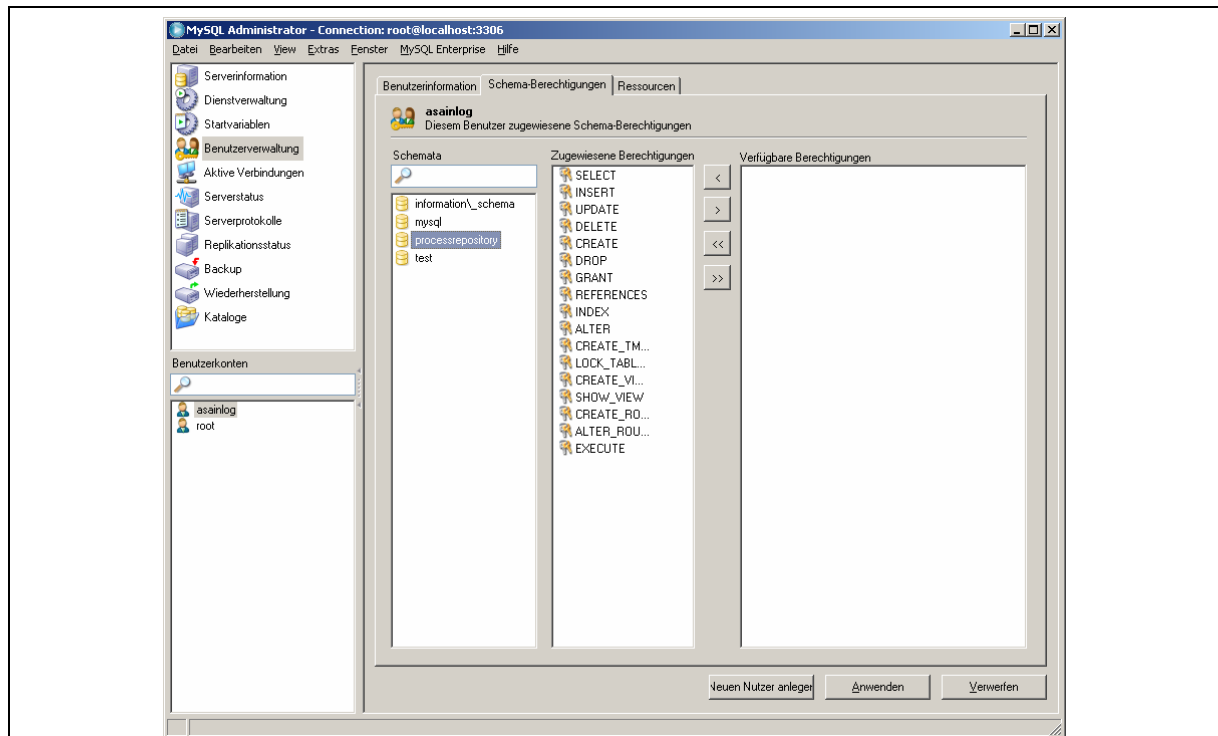 MySQL Administrator - Connection: root@localhost:3306
Datei Bearbeiten View Extras Fenster MySQL Enterprise Hilfe
Serverinformation
Dienstverwaltung
Startvariablen
Benutzerverwaltung
Aktive Verbindungen
Serverstatus
Serverprotokolle
Replikationsstatus
Backup
Wiederherstellung
Kataloge
Benutzerkonten
asainlog
root
Benutzerinformation Schema-Berechtigungen Ressourcen
asainlog
Diesem Benutzer zugewiesene Schema-Berechtigungen
Schemata
information\_schema
mysql
processrepository
test
Zugewiesene Berechtigungen
SELECT
INSERT
UPDATE
DELETE
CREATE
DROP
GRANT
REFERENCES
INDEX
ALTER
CREATE_TM...
LOCK_TABL...
CREATE_VI...
SHOW_VIEW
CREATE_RO...
ALTER_ROU...
EXECUTE
<
>
<<
>>
Verfügbare Berechtigungen
Neuen Nutzer anlegen Anwenden Verwerfen